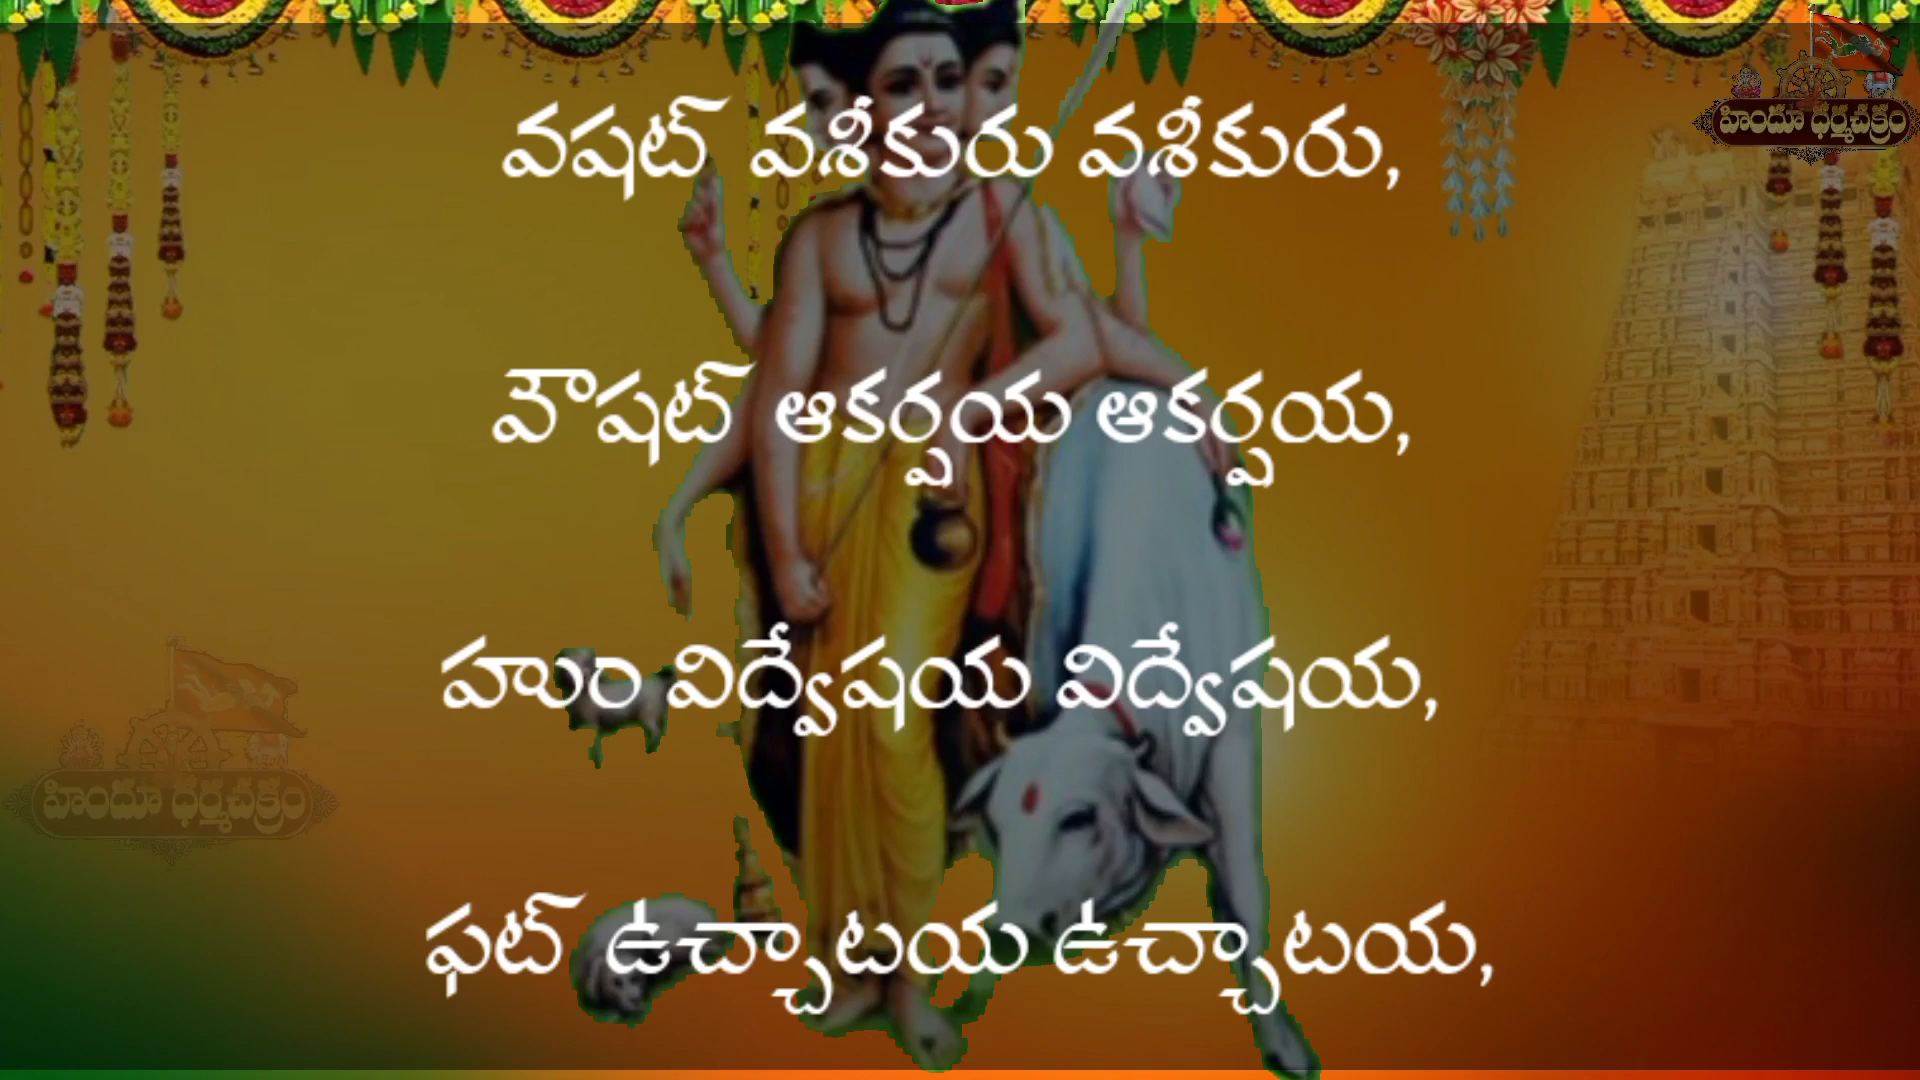 హిందూ ధర్మచక్రం
వషట్ వశీకురు వశీకురు,
వౌషట్ ఆకర్షయ ఆకర్షయ,
హుం విద్వేషయ విద్వేషయ,
హిందూ ధర్మచక్రం
ఫట్ ఉచ్చాటయ ఉచ్చాటయ,